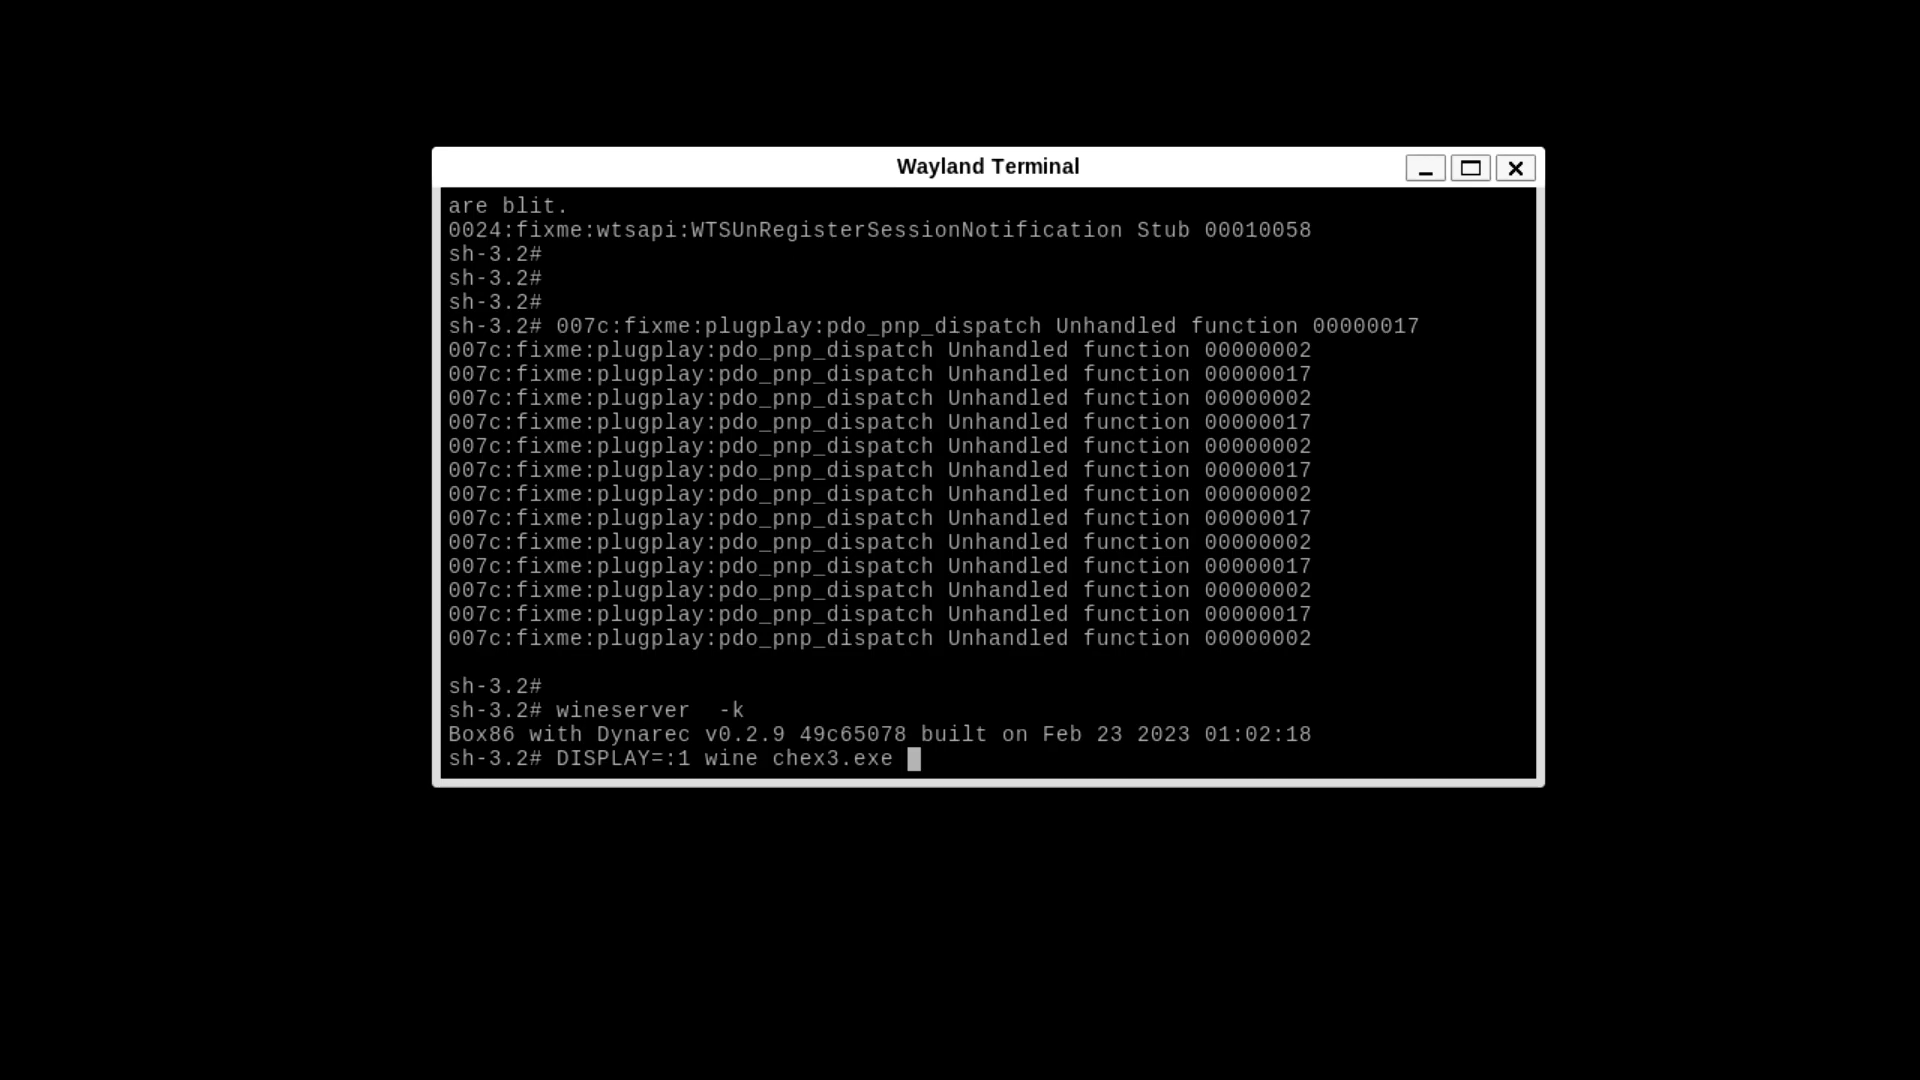 Wayland Terminal
are blit.
0024:fixme:wtsapi:WTSUnRegisterSessionNotification Stub 00010058
sh-3.2#
sh-3.2#
sh-3.2#
sh-3.2# 007c:fixme:plugplay:pdo_pnp_dispatch Unhandled function 00000017
007c:fixme:plugplay:pdo_pnp_dispatch Unhandled function 00000002
007c:fixme:plugplay:pdo_pnp_dispatch Unhandled function 00000017
007c:fixme:plugplay:pdo_pnp_dispatch Unhandled function 00000002
007c:fixme:plugplay:pdo_pnp_dispatch Unhandled function 00000017
007c:fixme:plugplay:pdo_pnp_dispatch Unhandled function 00000002
007c:fixme:plugplay:pdo_pnp_dispatch Unhandled function 00000017
007c:fixme:plugplay:pdo_pnp_dispatch Unhandled function 00000002
007c:fixme:plugplay:pdo_pnp_dispatch Unhandled function 00000017
007c:fixme:plugplay:pdo_pnp_dispatch Unhandled function 00000002
007c:fixme:plugplay:pdo_pnp_dispatch Unhandled function 00000017
007c:fixme:plugplay:pdo_pnp_dispatch Unhandled function 00000002
007c:fixme:plugplay:pdo_pnp_dispatch Unhandled function 00000017
007c:fixme:plugplay:pdo_pnp_dispatch Unhandled function 00000002
sh-3.2#
sh-3.2# wineserver  -k
Box86 with Dynarec v0.2.9 49c65078 built on Feb 23 2023 01:02:18
sh-3.2# DISPLAY=:1 wine chex3.exe